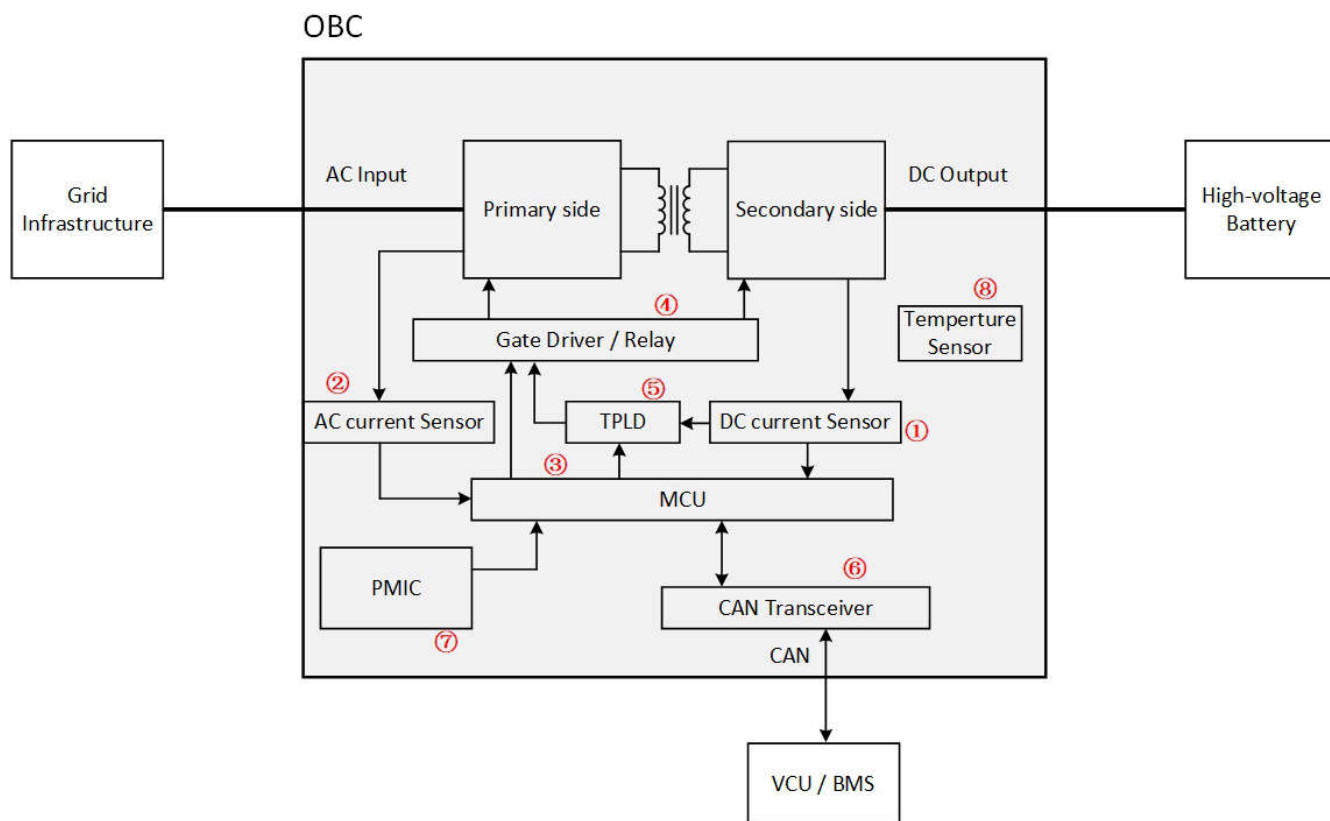 OBC
Grid
Infrastructure
AC Input
Primary side
Secondary side
DC Output
High-voltage
Battery
④
Gate Driver / Relay
⑧
Temperture
Sensor
②
AC current Sensor
⑤
TPLD
DC current Sensor
①
③
MCU
PMIC
⑦
⑥
CAN Transceiver
CAN
VCU / BMS